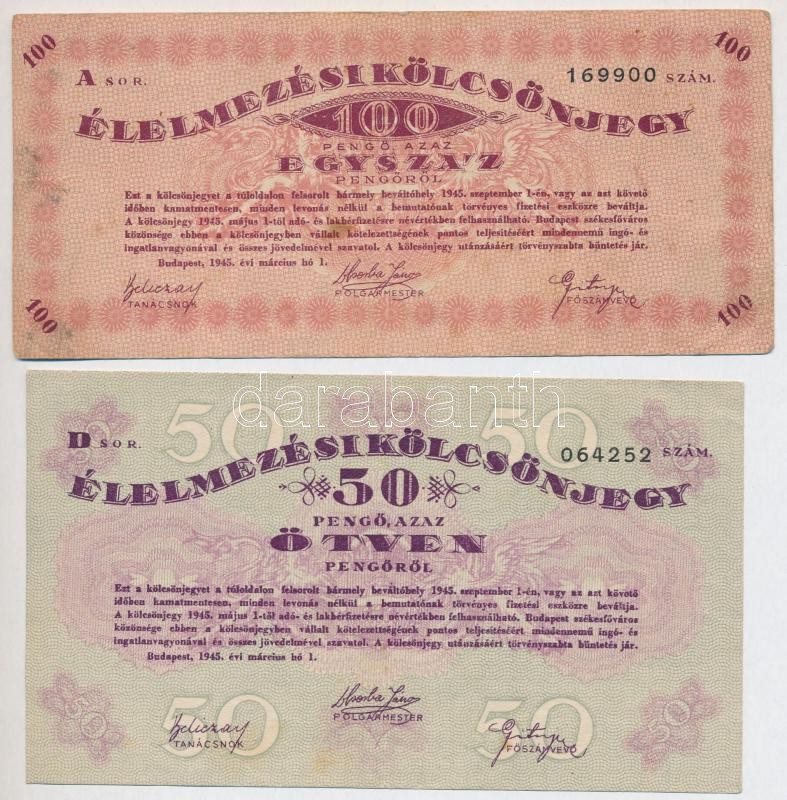 100
100
A SOR.
169900 SZÁM.
ÉLELMEZÉSI KÖLCSÖNJEGY
100
PENGŐ, AZAZ
EGYSZÁZ
PENGŐRŐL
Ezt a kölcsönjegyet a túloldalon felsorolt bármely beváltóhely 1945. szeptember 1-én, vagy az azt követő
időben kamatmentesen, minden levonás nélkül a bemutatónak törvényes fizetési eszközre beváltja.
A kölcsönjegy 1945. május 1-től adó- és lakbérfizetésre névértékben felhasználható. Budapest székesfőváros
közönsége ebben a kölcsönjegyben vállalt kötelezettségének pontos teljesítéséért mindennemű ingó- és
ingatlanvagyonával és összes jövedelmével szavatol. A kölcsönjegy utánzásáért törvényszabta büntetés jár.
Budapest, 1945. évi március hó 1.
TANÁCSNOK
Csorba János
POLGÁRMESTER
FŐSZÁMVEVŐ
100
100
darabanth
50
50
50
50
D SOR.
064252 SZÁM.
ÉLELMEZÉSI KÖLCSÖNJEGY
50
PENGŐ, AZAZ
ÖTVEN
PENGŐRŐL
Ezt a kölcsönjegyet a túloldalon felsorolt bármely beváltóhely 1945. szeptember 1-én, vagy az azt követő
időben kamatmentesen, minden levonás nélkül a bemutatónak törvényes fizetési eszközre beváltja.
A kölcsönjegy 1945. május 1-től adó- és lakbérfizetésre névértékben felhasználható. Budapest székesfőváros
közönsége ebben a kölcsönjegyben vállalt kötelezettségének pontos teljesítéséért mindennemű ingó- és
ingatlanvagyonával és összes jövedelmével szavatol. A kölcsönjegy utánzásáért törvényszabta büntetés jár.
Budapest, 1945. évi március hó 1.
TANÁCSNOK
Csorba János
POLGÁRMESTER
FŐSZÁMVEVŐ
50
50
50
50